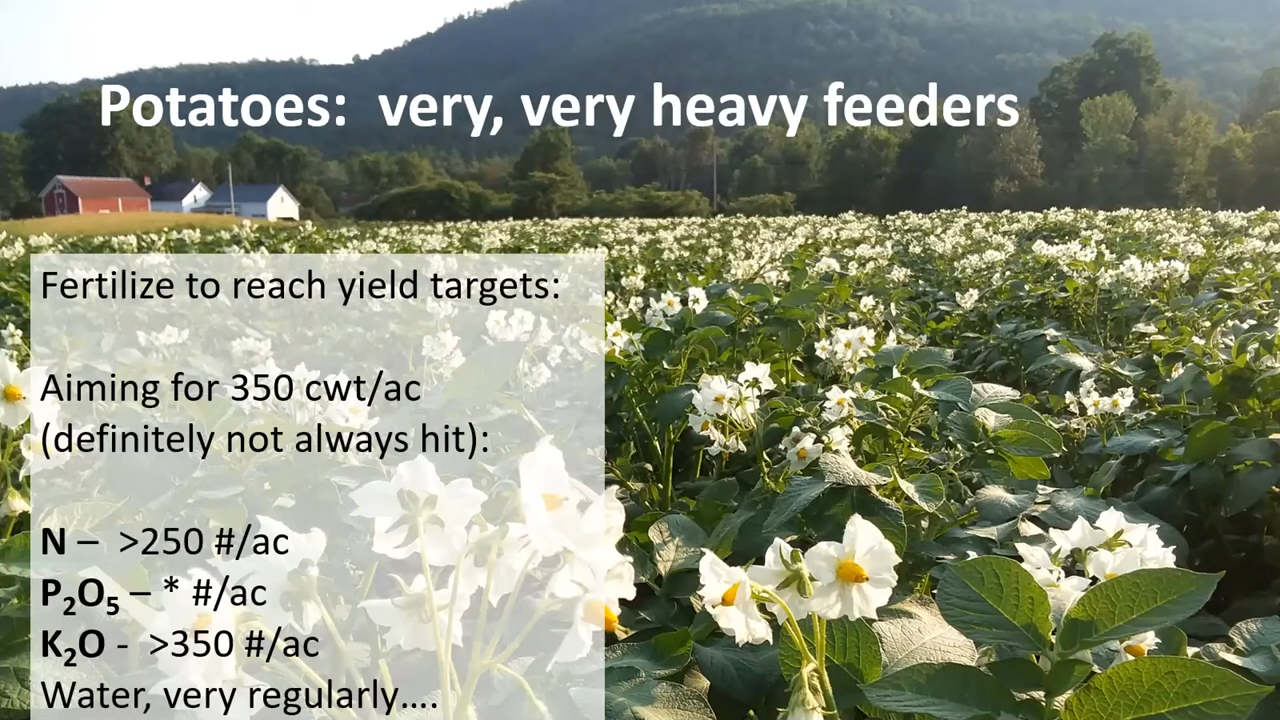 Potatoes:  very, very heavy feeders
Fertilize to reach yield targets:
Aiming for 350 cwt/ac
(definitely not always hit):
N –  >250 #/ac
P₂O₅ – * #/ac
K₂O -  >350 #/ac
Water, very regularly….